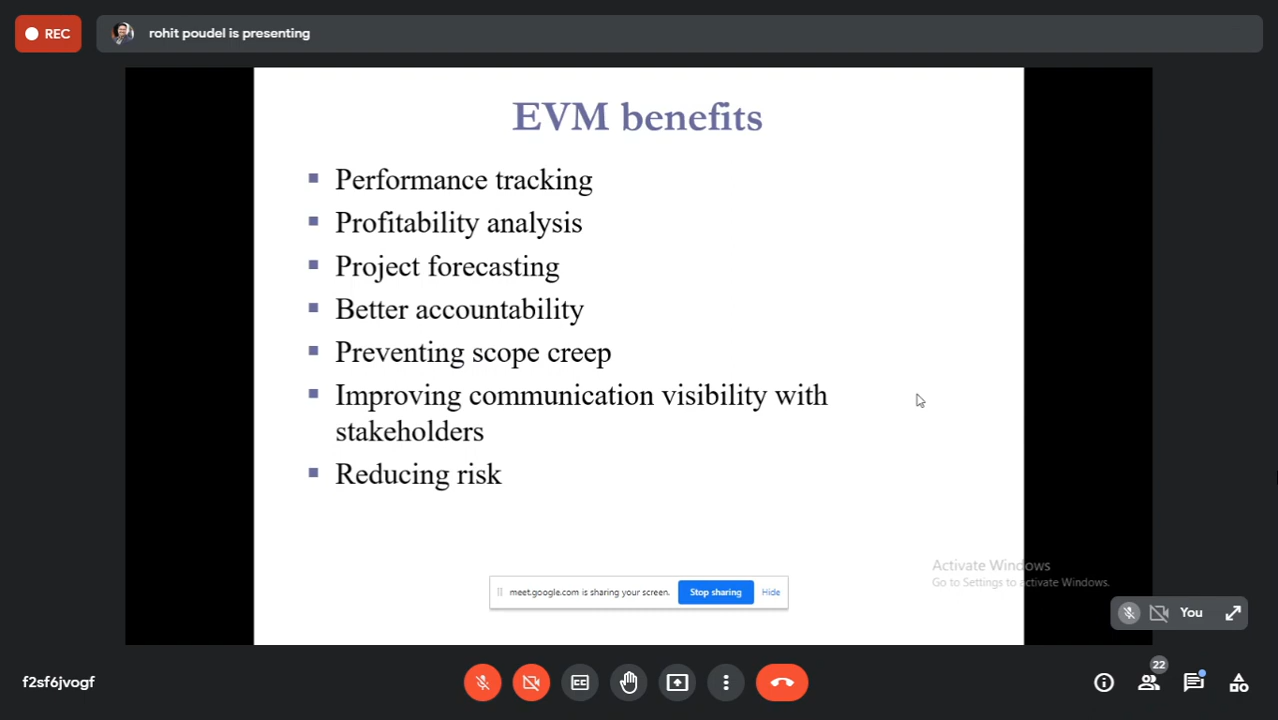 REC
rohit poudel is presenting
EVM benefits
Performance tracking
Profitability analysis
Project forecasting
Better accountability
Preventing scope creep
Improving communication visibility with
stakeholders
Reducing risk
Activate Windows
Go to Settings to activate Windows.
meet.google.com is sharing your screen.
Stop sharing
Hide
You
f2sf6jvogf
CC
22